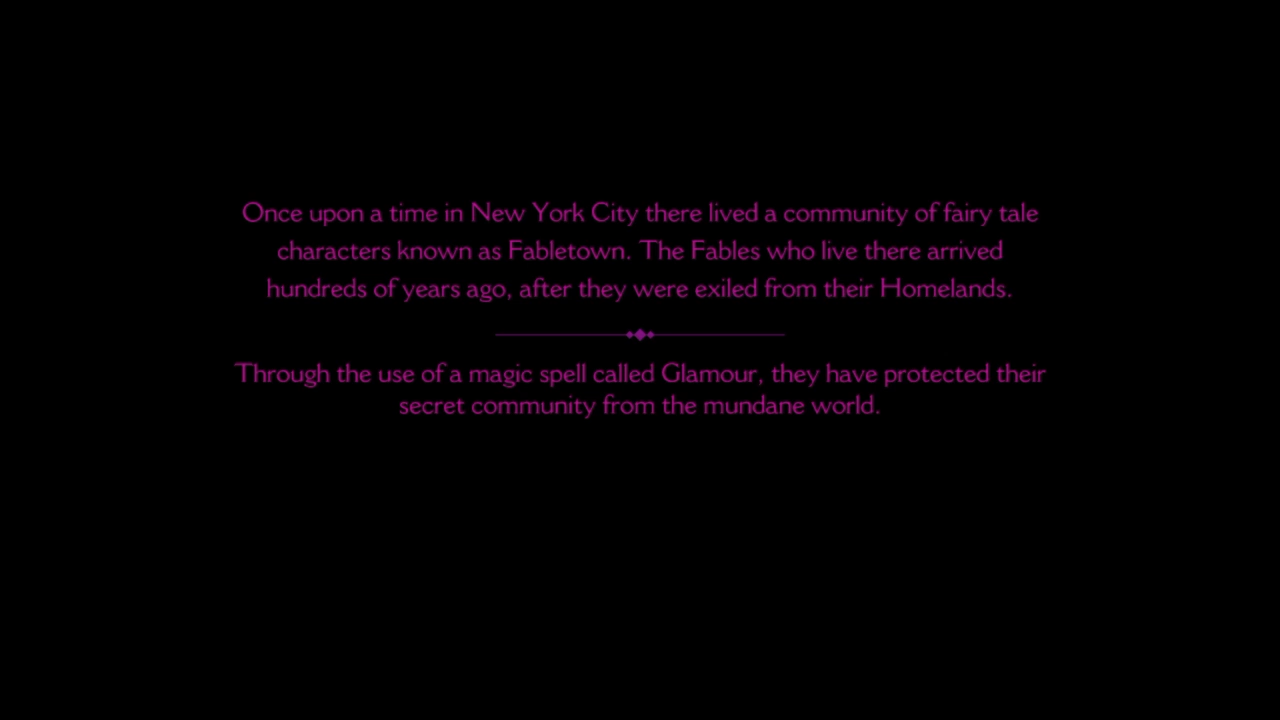 Once upon a time in New York City there lived a community of fairy tale
characters known as Fabletown. The Fables who live there arrived
hundreds of years ago, after they were exiled from their Homelands.
Through the use of a magic spell called Glamour, they have protected their
secret community from the mundane world.